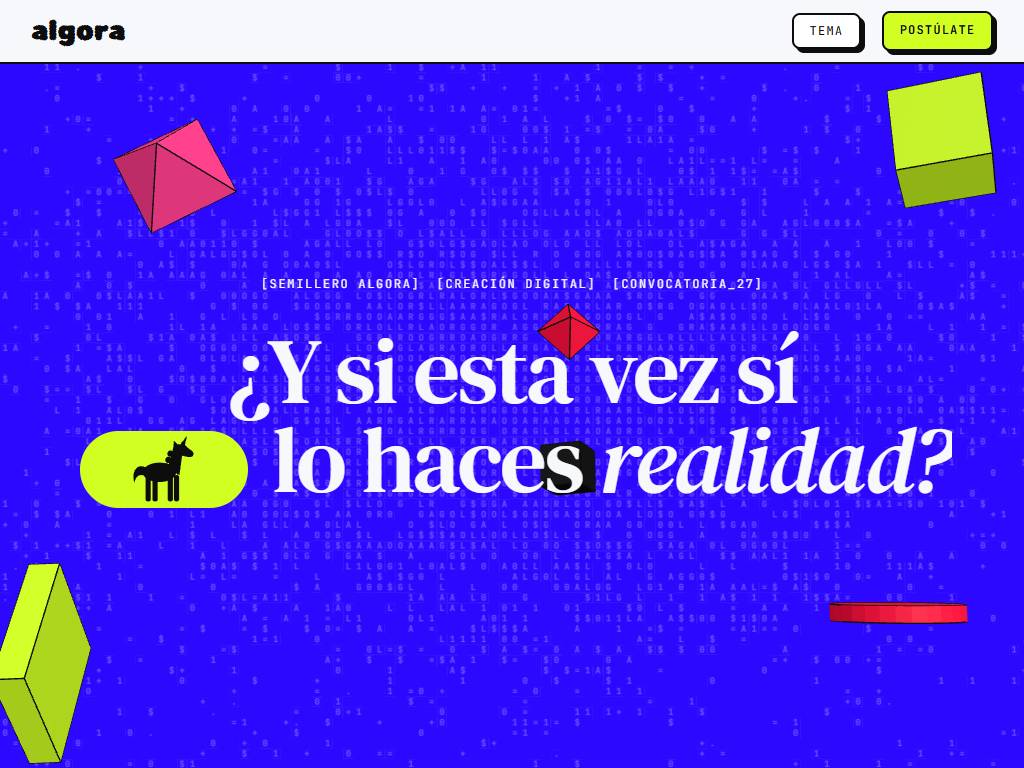 algora
TEMA
POSTÚLATE
[SEMILLERO ALGORA] [CREACIÓN DIGITAL] [CONVOCATORIA_27]
¿Y si esta vez sí
lo haces realidad?